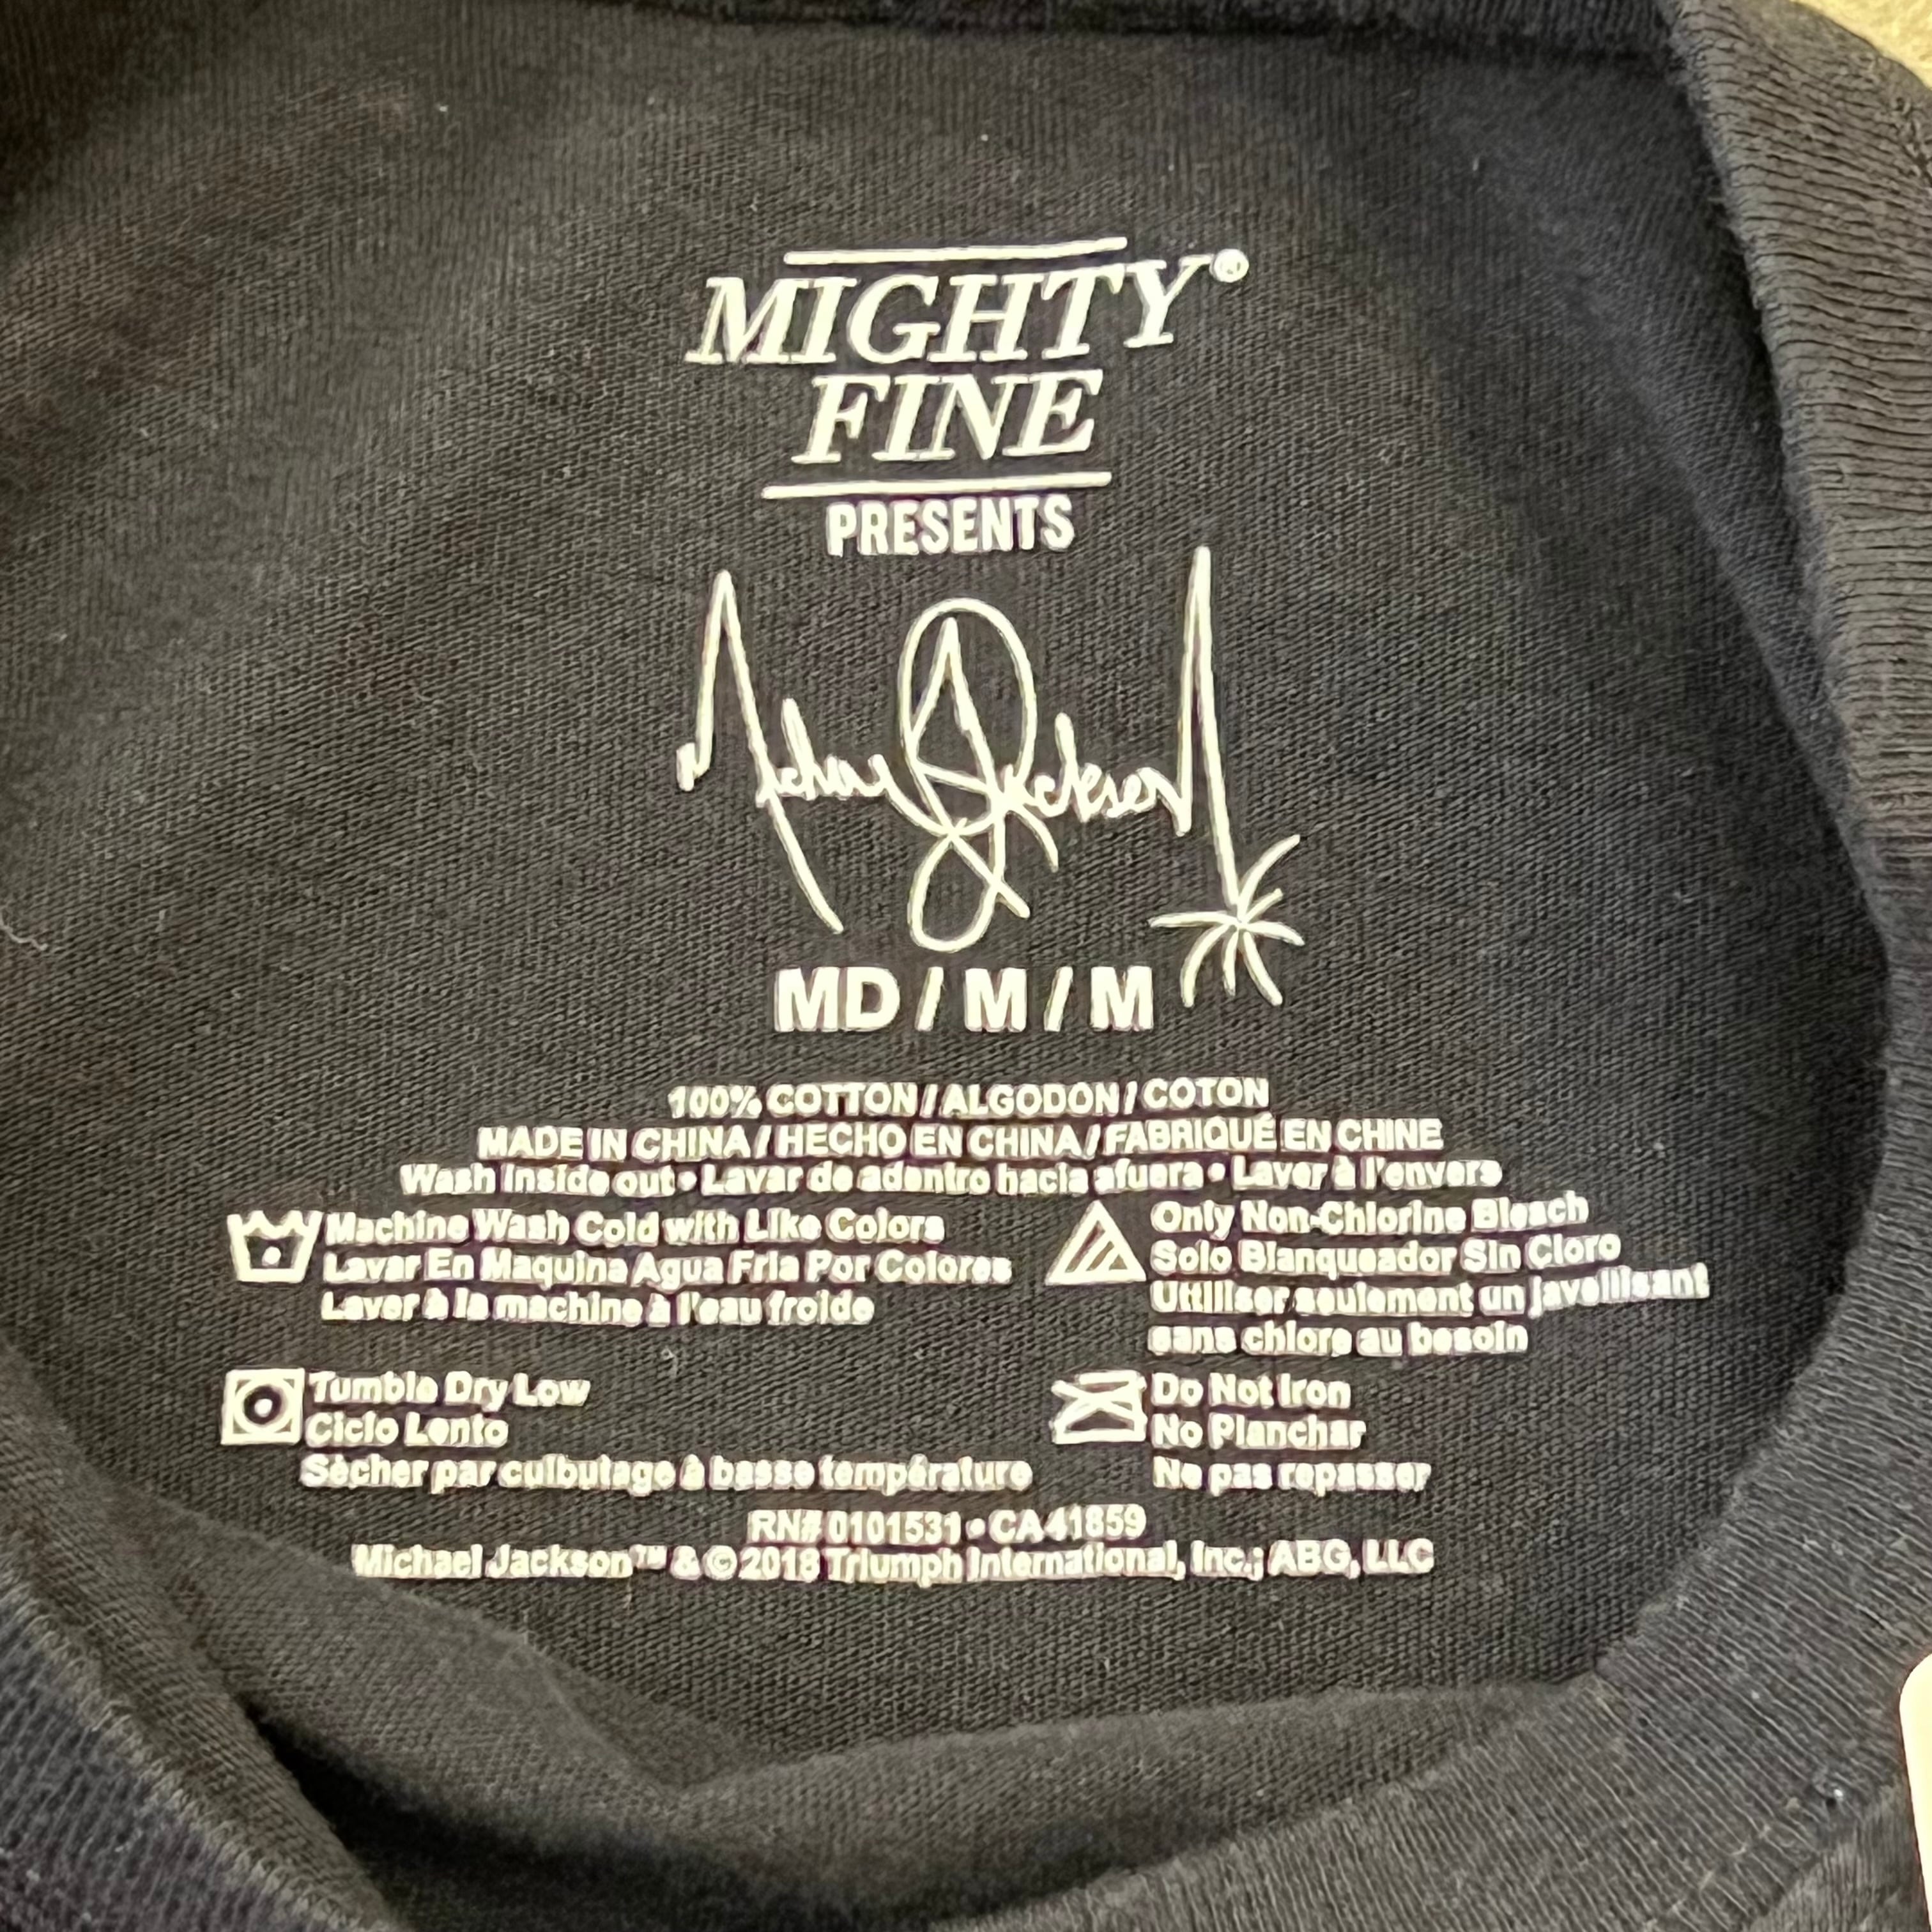 MIGHTY®
FINE
PRESENTS
Michael Jackson
MD / M / M
100% COTTON / ALGODON / COTON
MADE IN CHINA / HECHO EN CHINA / FABRIQUÉ EN CHINE
Wash Inside out • Lavar de adentro hacia afuera • Laver à l'envers
Machine Wash Cold with Like Colors
Lavar En Maquina Agua Fria Por Colores
Laver à la machine à l'eau froide
Only Non-Chlorine Bleach
Solo Blanqueador Sin Cloro
Utiliser seulement un javellisant
sans chlore au besoin
Tumble Dry Low
Ciclo Lento
Sècher par culbutage à basse température
Do Not Iron
No Planchar
Ne pas repasser
RN# 0101531 • CA41859
Michael Jackson™ & © 2018 Triumph International, Inc.; ABG, LLC